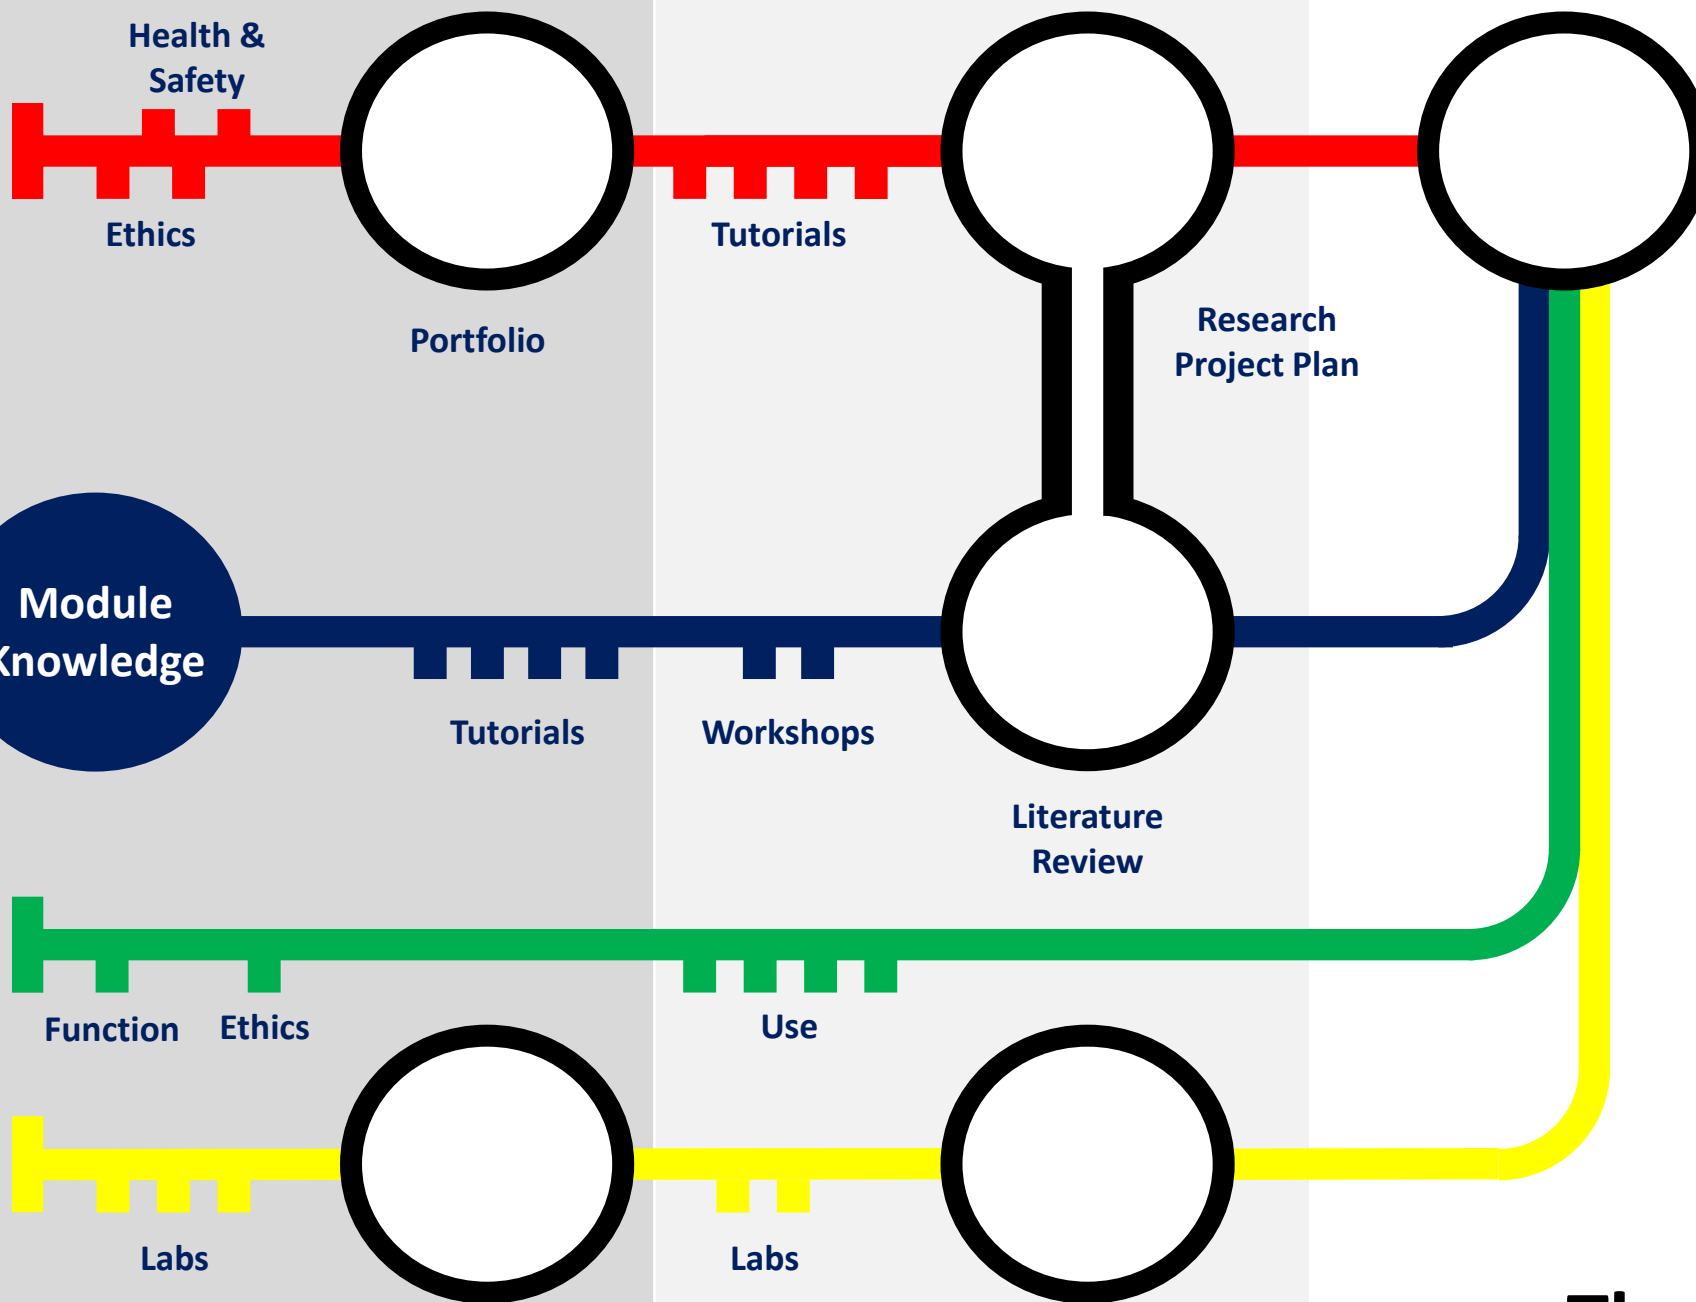 Health &
Safety
Ethics
Tutorials
Portfolio
Research
Project Plan
Module
Knowledge
Tutorials
Workshops
Literature
Review
Function
Ethics
Use
Labs
Labs